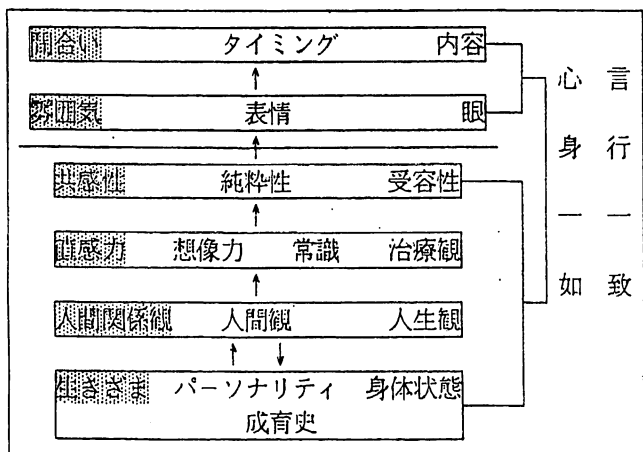 間合い タイミング 内容
雰囲気 表情 眼
共感性 純粋性 受容性
直感力 想像力 常識 治療観
人間関係観 人間観 人生観
生きざま パーソナリティ 身体状態
成育史
言行一致
心身一如